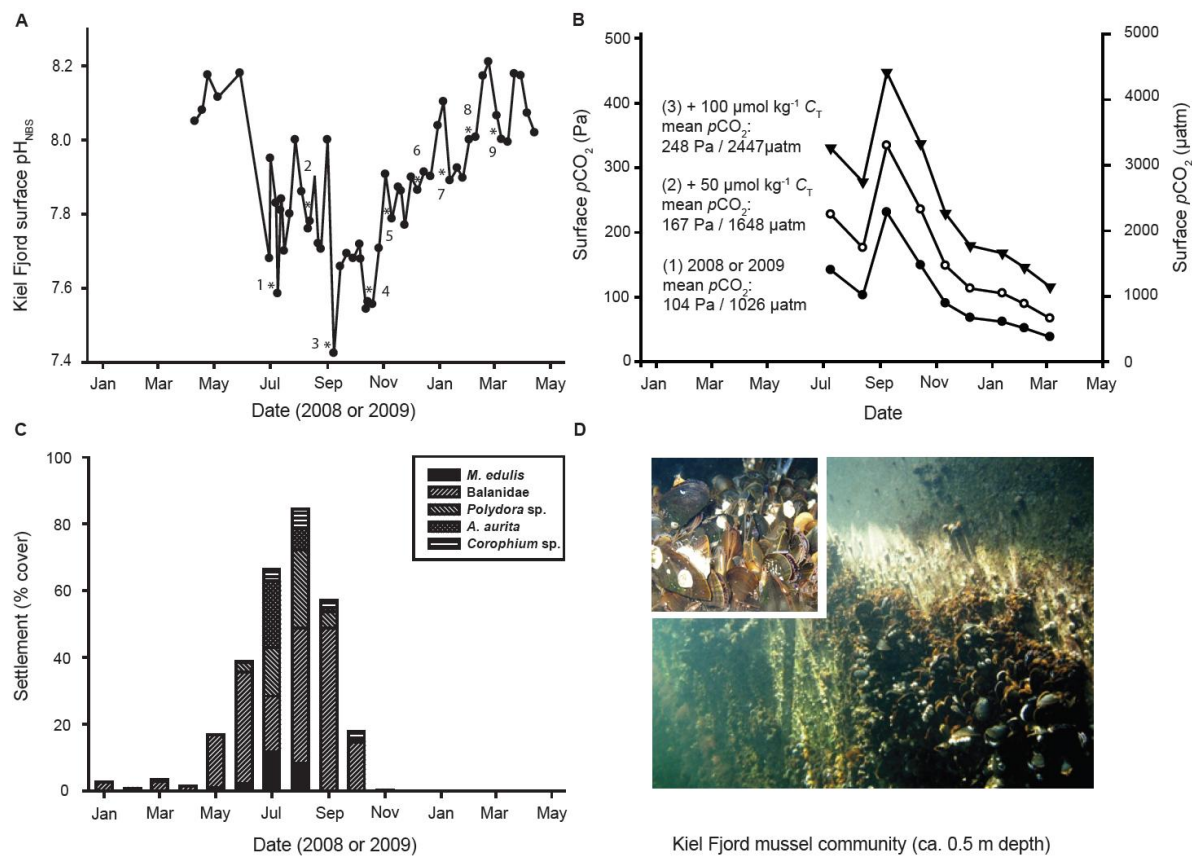 A
Kiel Fjord surface pH_NBS
8.2
8.0
7.8
7.6
7.4
1 *
2
*
3 *
*
4
*
5
6
*
*
7
8
*
*
9
Jan Mar May Jul Sep Nov Jan Mar May
Date (2008 or 2009)
B
Surface pCO₂ (Pa)
500
400
300
200
100
0
(3) + 100 µmol kg⁻¹ C_T
mean pCO₂:
248 Pa / 2447µatm
(2) + 50 µmol kg⁻¹ C_T
mean pCO₂:
167 Pa / 1648 µatm
(1) 2008 or 2009
mean pCO₂:
104 Pa / 1026 µatm
5000
4000
3000
2000
1000
0
Surface pCO₂ (µatm)
Jan Mar May Jul Sep Nov Jan Mar May
Date
C
Settlement (% cover)
100
80
60
40
20
0
M. edulis
Balanidae
Polydora sp.
A. aurita
Corophium sp.
Jan Mar May Jul Sep Nov Jan Mar May
Date (2008 or 2009)
D
Kiel Fjord mussel community (ca. 0.5 m depth)